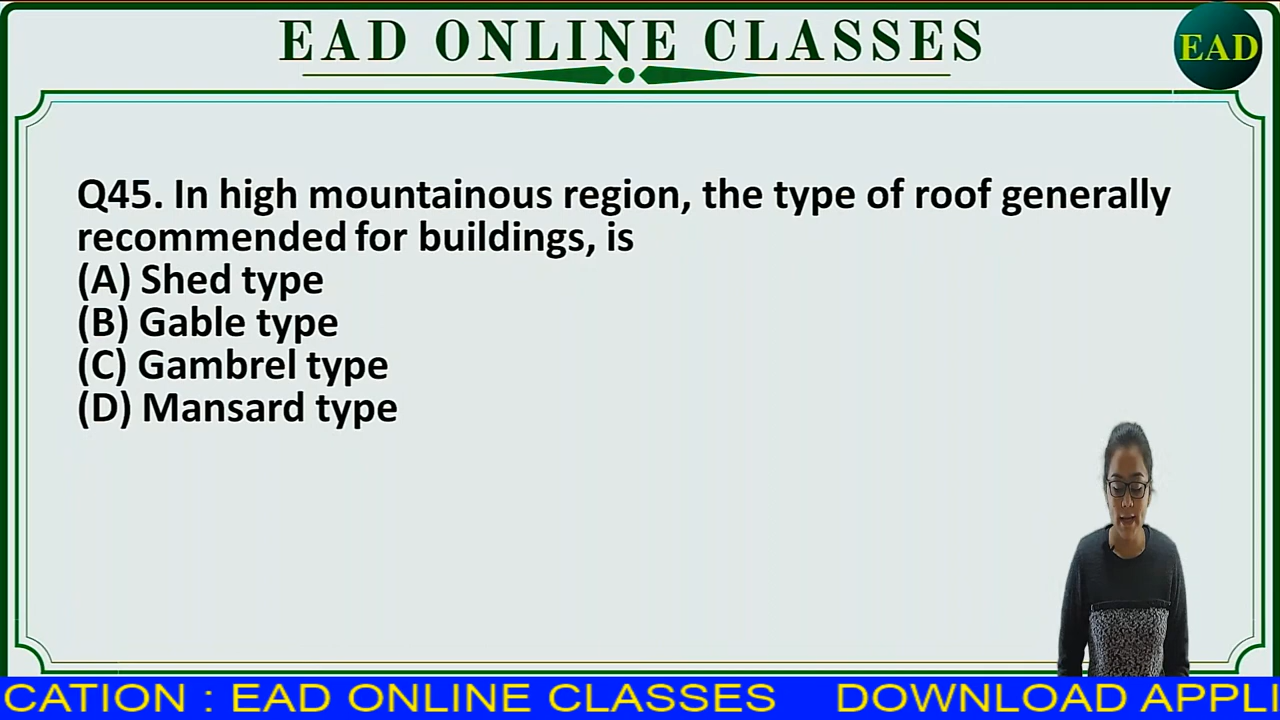 EAD ONLINE CLASSES
EAD
Q45. In high mountainous region, the type of roof generally
recommended for buildings, is
(A) Shed type
(B) Gable type
(C) Gambrel type
(D) Mansard type
CATION : EAD ONLINE CLASSES DOWNLOAD APPLI